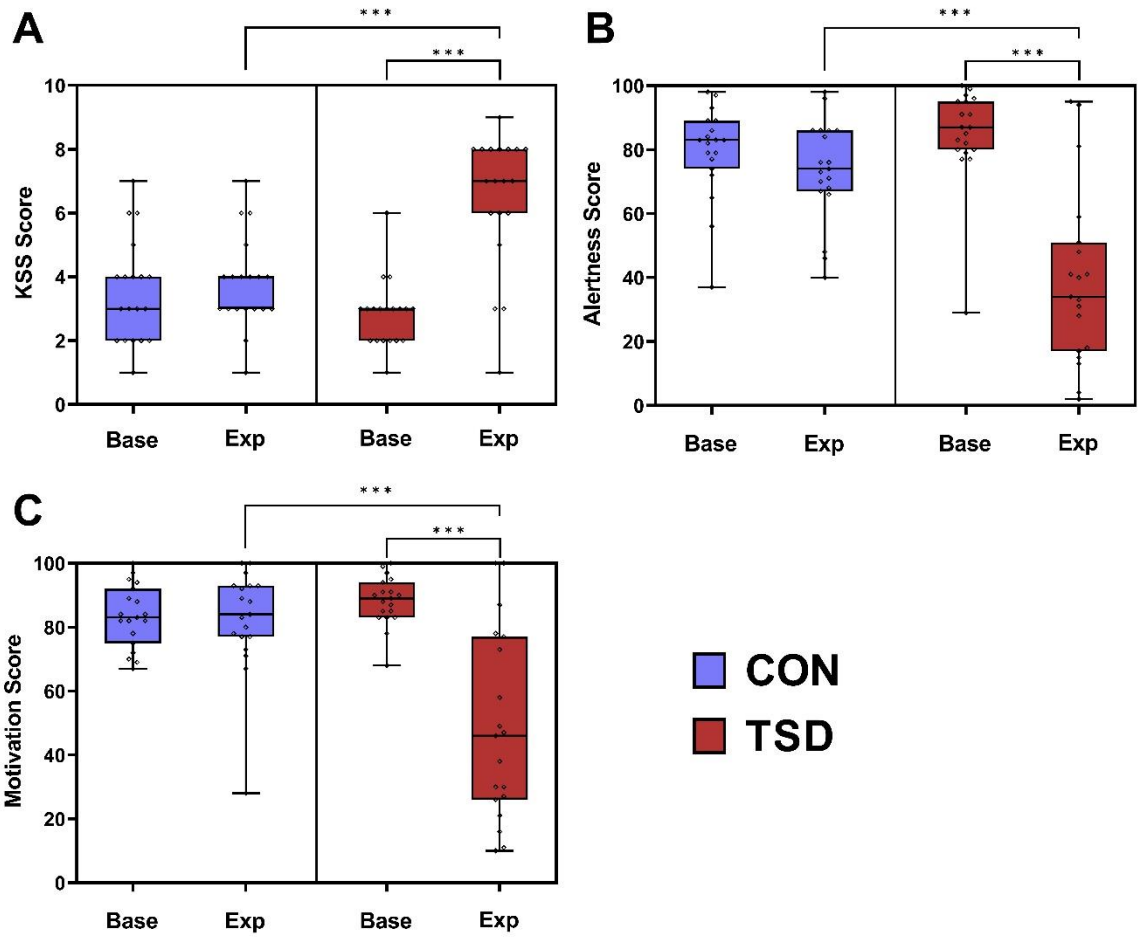 A
***
***
KSS Score
10
8
6
4
2
0
Base
Exp
Base
Exp
B
***
***
Alertness Score
100
80
60
40
20
0
Base
Exp
Base
Exp
C
***
***
Motivation Score
100
80
60
40
20
0
Base
Exp
Base
Exp
CON
TSD